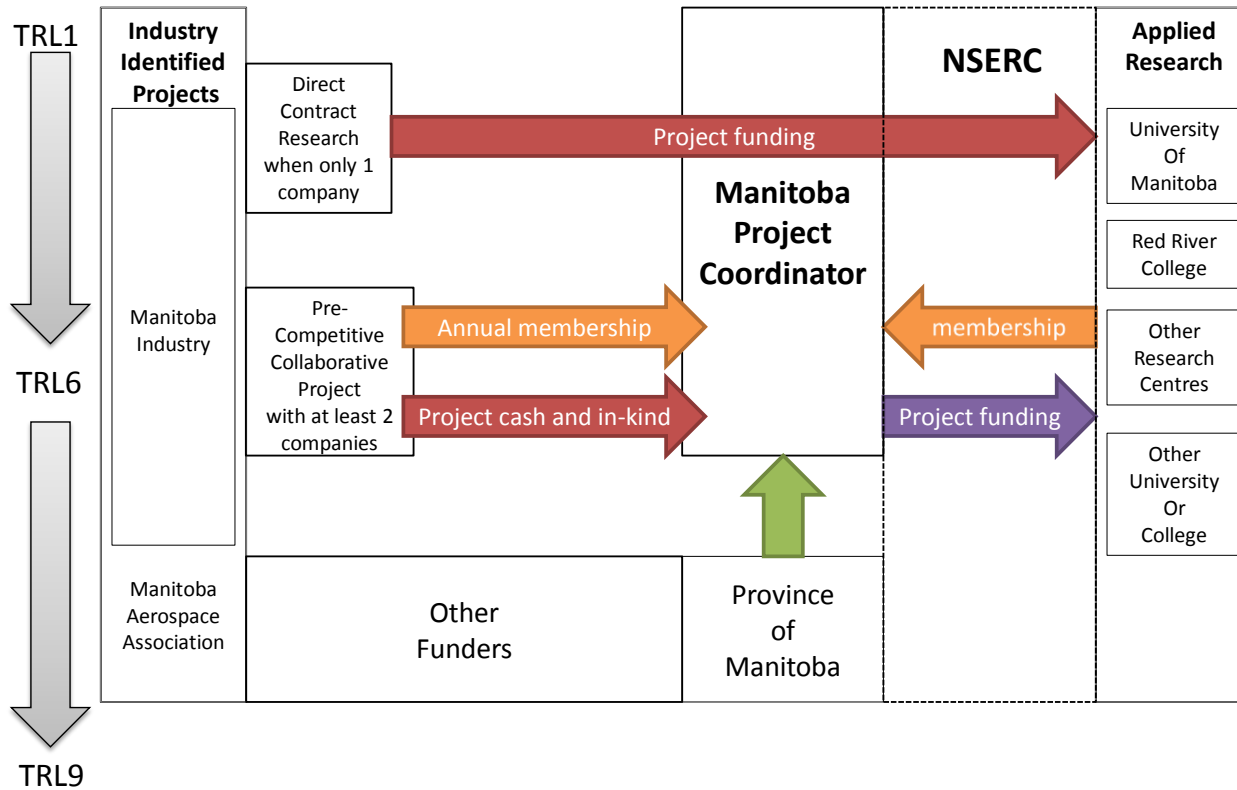 TRL1
TRL6
TRL9
Industry
Identified
Projects
Manitoba
Industry
Manitoba
Aerospace
Association
Direct
Contract
Research
when only 1
company
Project funding
Pre-
Competitive
Collaborative
Project
with at least 2
companies
Annual membership
Project cash and in-kind
Other
Funders
Manitoba
Project
Coordinator
Province
of
Manitoba
NSERC
membership
Project funding
Applied
Research
University
Of
Manitoba
Red River
College
Other
Research
Centres
Other
University
Or
College